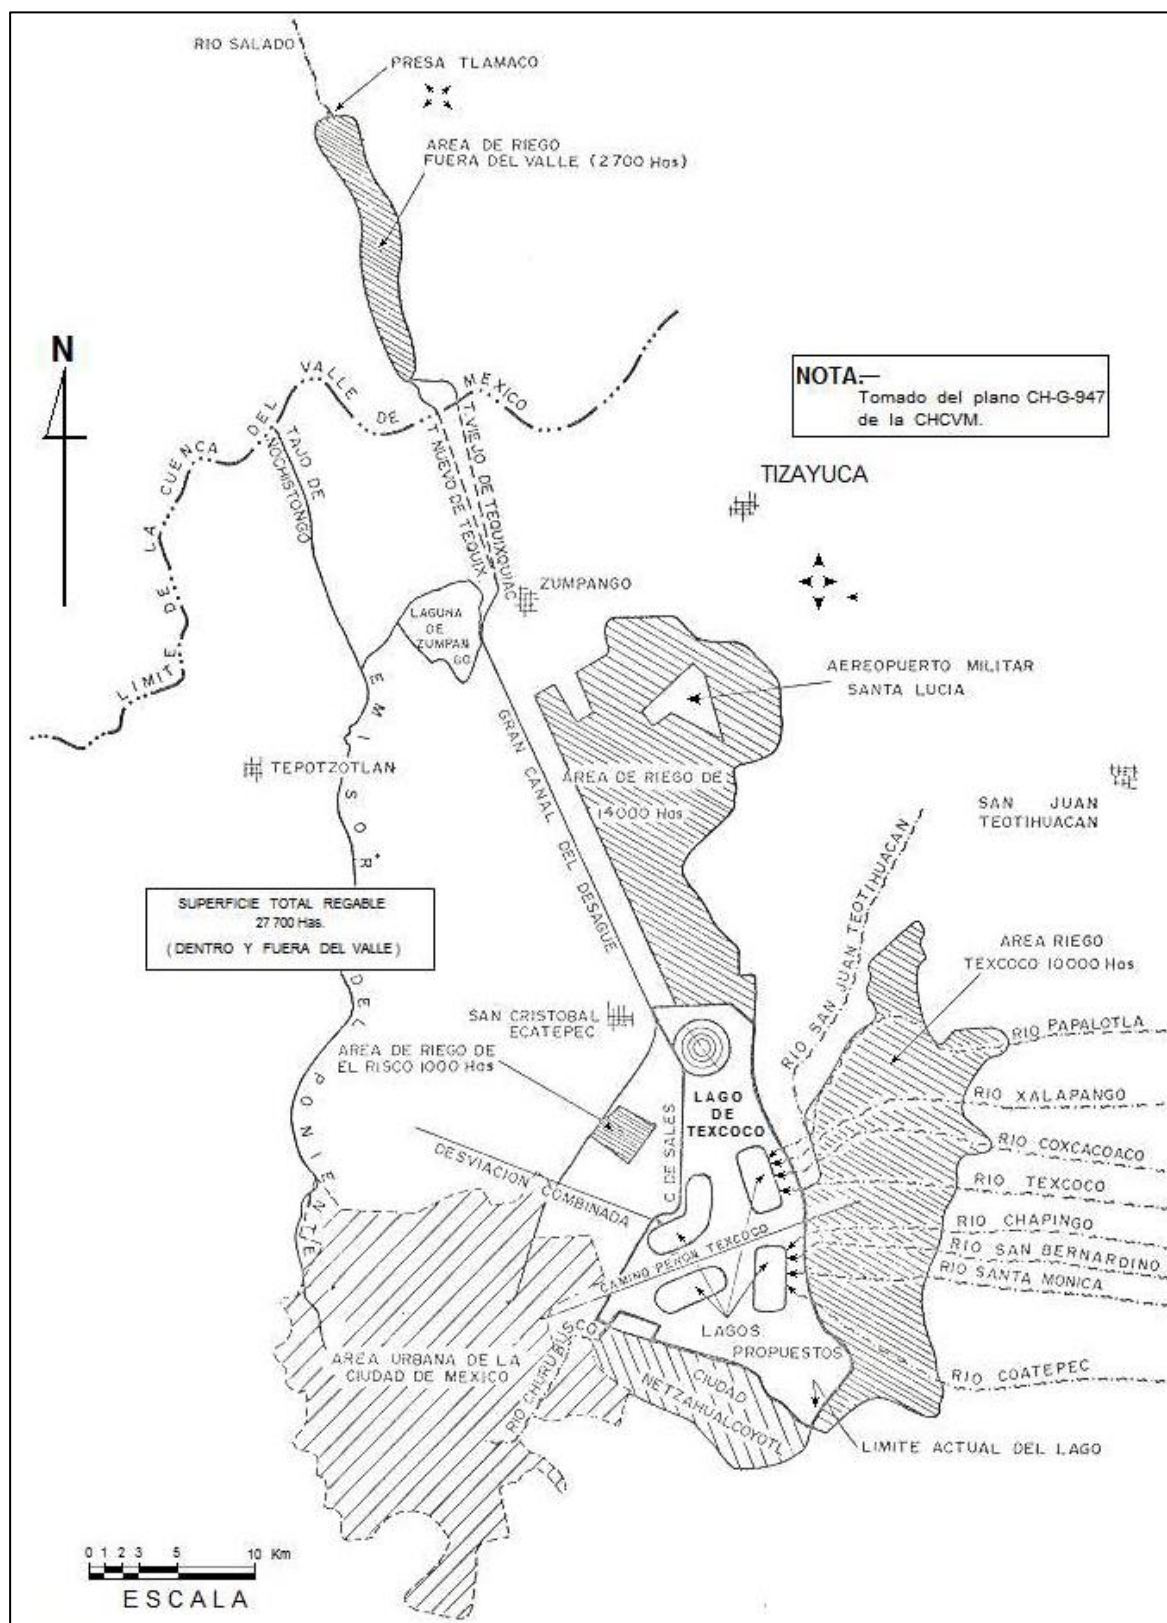 RIO SALADO
PRESA TLAMACO
AREA DE RIEGO
FUERA DEL VALLE (2700 Has)
N
NOTA.—
Tomado del plano CH-G-947
de la CHCVM.
LIMITE DE LA CUENCA DEL VALLE DE MEXICO
TAJO DE
NOCHISTONGO
T. VIEJO DE TEQUIXQUIAC
T. NUEVO DE TEQUIX.
TIZAYUCA
ZUMPANGO
LAGUNA
DE
ZUMPAN
GO.
AEREOPUERTO MILITAR
SANTA LUCIA
EMISOR DEL PONIENTE
GRAN CANAL DEL DESAGUE
TEPOTZOTLAN
AREA DE RIEGO DE
14000 Has
SAN JUAN
TEOTIHUACAN
SUPERFICIE TOTAL REGABLE
27 700 Has.
( DENTRO Y FUERA DEL VALLE )
RIO SAN JUAN TEOTIHUACAN
AREA RIEGO
TEXCOCO 10000 Has
SAN CRISTOBAL
ECATEPEC
RIO PAPALOTLA
AREA DE RIEGO DE
EL RISCO 1000 Has
LAGO
DE
TEXCOCO
RIO XALAPANGO
RIO COXCACOACO
C DE SALES
DESVIACION COMBINADA
RIO TEXCOCO
RIO CHAPINGO
RIO SAN BERNARDINO
RIO SANTA MONICA
CAMINO PEÑON TEXCOCO
LAGOS
PROPUESTOS
AREA URBANA DE LA
CIUDAD DE MEXICO
RIO CHURUBUSCO
CIUDAD
NETZAHUALCOYOTL
RIO COATEPEC
LIMITE ACTUAL DEL LAGO
0 1 2 3 5 10 Km
ESCALA